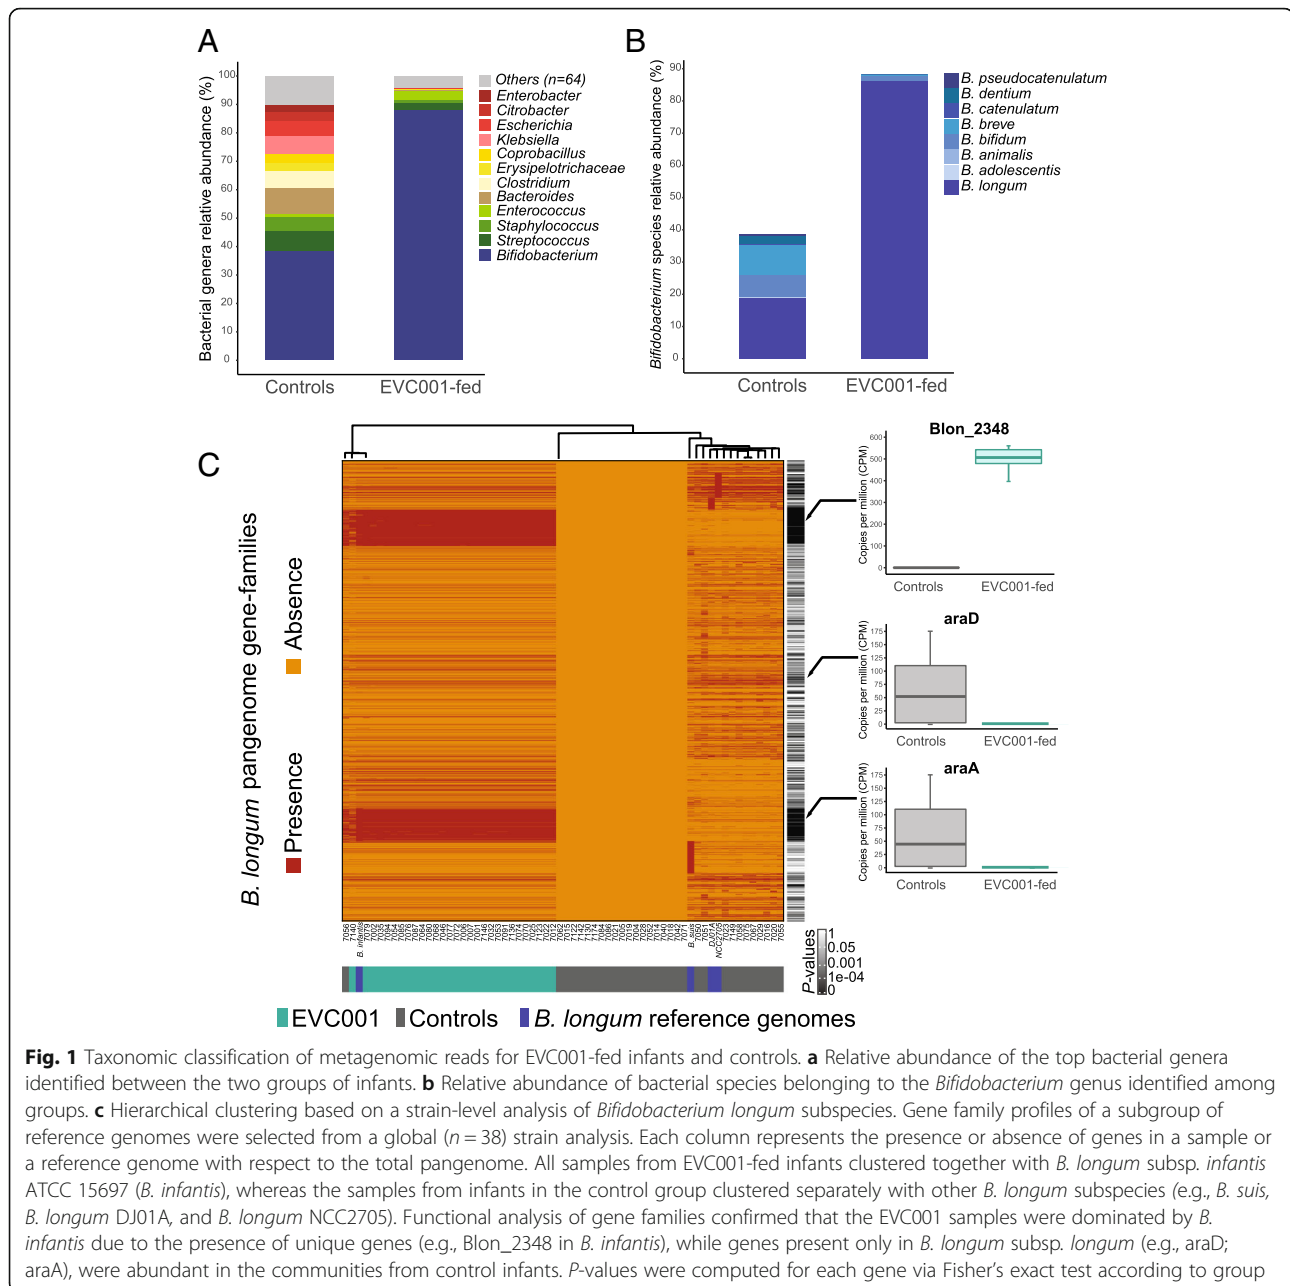 A
Bacterial genera relative abundance (%)
100
90
80
70
60
50
40
30
20
10
0
Controls
EVC001-fed
Others (n=64)
Enterobacter
Citrobacter
Escherichia
Klebsiella
Coprobacillus
Erysipelotrichaceae
Clostridium
Bacteroides
Enterococcus
Staphylococcus
Streptococcus
Bifidobacterium
B
Bifidobacterium species relative abundance (%)
90
80
70
60
50
40
30
20
10
0
Controls
EVC001-fed
B. pseudocatenulatum
B. dentium
B. catenulatum
B. breve
B. bifidum
B. animalis
B. adolescentis
B. longum
C
B. longum pangenome gene-families
Presence
Absence
B. infantis
B. suis
DJ01A
NCC2705
P-values
1
0.05
0.001
1e-04
0
EVC001
Controls
B. longum reference genomes
Blon_2348
Copies per million (CPM)
600
500
400
300
200
100
0
Controls
EVC001-fed
araD
Copies per million (CPM)
175
150
125
100
75
50
25
0
Controls
EVC001-fed
araA
Copies per million (CPM)
175
150
125
100
75
50
25
0
Controls
EVC001-fed
Fig. 1 Taxonomic classification of metagenomic reads for EVC001-fed infants and controls. a Relative abundance of the top bacterial genera
identified between the two groups of infants. b Relative abundance of bacterial species belonging to the Bifidobacterium genus identified among
groups. c Hierarchical clustering based on a strain-level analysis of Bifidobacterium longum subspecies. Gene family profiles of a subgroup of
reference genomes were selected from a global (n = 38) strain analysis. Each column represents the presence or absence of genes in a sample or
a reference genome with respect to the total pangenome. All samples from EVC001-fed infants clustered together with B. longum subsp. infantis
ATCC 15697 (B. infantis), whereas the samples from infants in the control group clustered separately with other B. longum subspecies (e.g., B. suis,
B. longum DJ01A, and B. longum NCC2705). Functional analysis of gene families confirmed that the EVC001 samples were dominated by B.
infantis due to the presence of unique genes (e.g., Blon_2348 in B. infantis), while genes present only in B. longum subsp. longum (e.g., araD;
araA), were abundant in the communities from control infants. P-values were computed for each gene via Fisher's exact test according to group